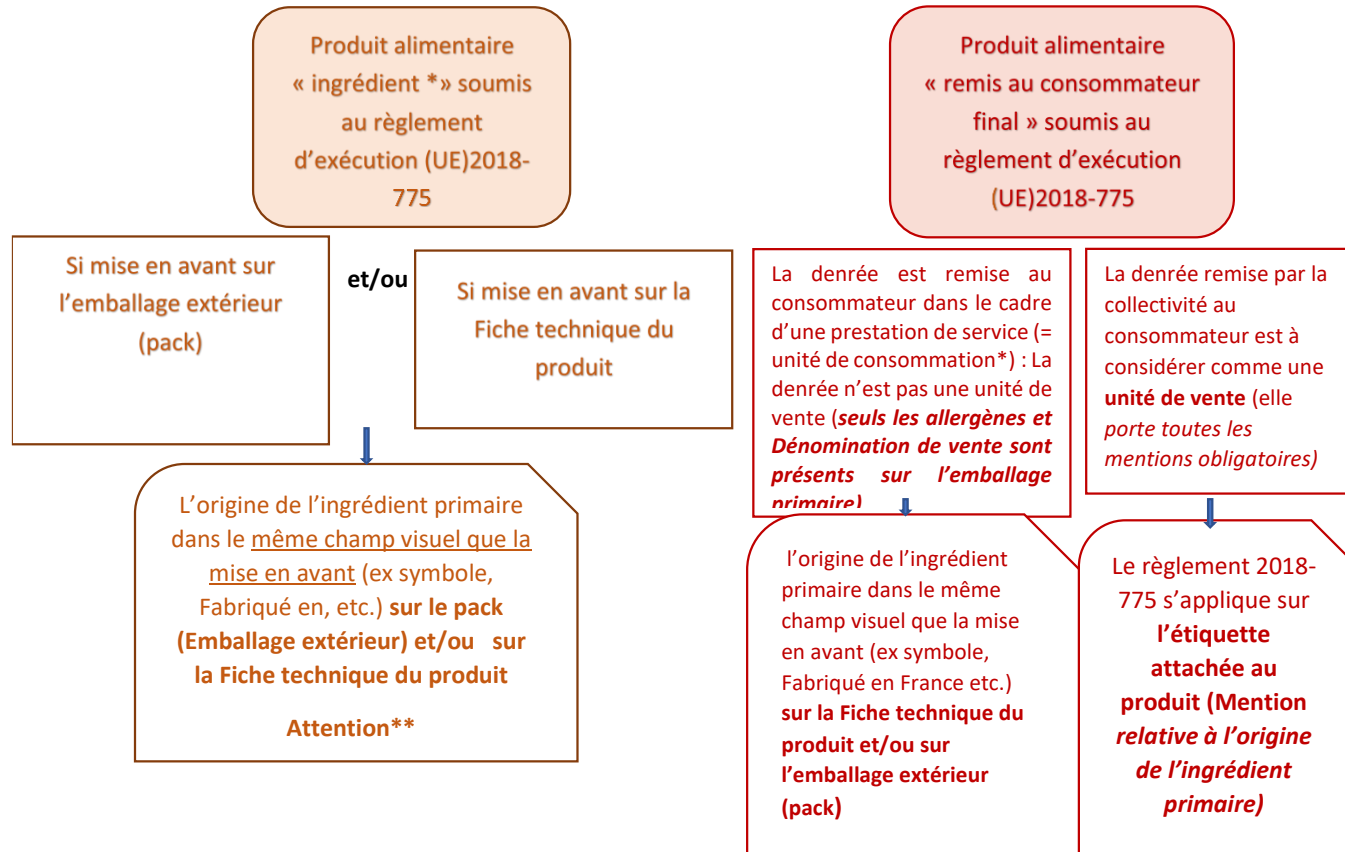 Produit alimentaire
« ingrédient *» soumis
au règlement
d'exécution (UE)2018-
775
Si mise en avant sur
l'emballage extérieur
(pack)
et/ou
Si mise en avant sur la
Fiche technique du
produit
L'origine de l'ingrédient primaire
dans le même champ visuel que la
mise en avant (ex symbole,
Fabriqué en, etc.) sur le pack
(Emballage extérieur) et/ou sur
la Fiche technique du produit
Attention**
Produit alimentaire
« remis au consommateur
final » soumis au
règlement d'exécution
(UE)2018-775
La denrée est remise au
consommateur dans le cadre
d'une prestation de service (=
unité de consommation*) : La
denrée n'est pas une unité de
vente (seuls les allergènes et
Dénomination de vente sont
présents sur l'emballage
primaire)
l'origine de l'ingrédient
primaire dans le même
champ visuel que la mise
en avant (ex symbole,
Fabriqué en France etc.)
sur la Fiche technique du
produit et/ou sur
l'emballage extérieur
(pack)
La denrée remise par la
collectivité au
consommateur est à
considérer comme une
unité de vente (elle
porte toutes les
mentions obligatoires)
Le règlement 2018-
775 s'applique sur
l'étiquette
attachée au
produit (Mention
relative à l'origine
de l'ingrédient
primaire)